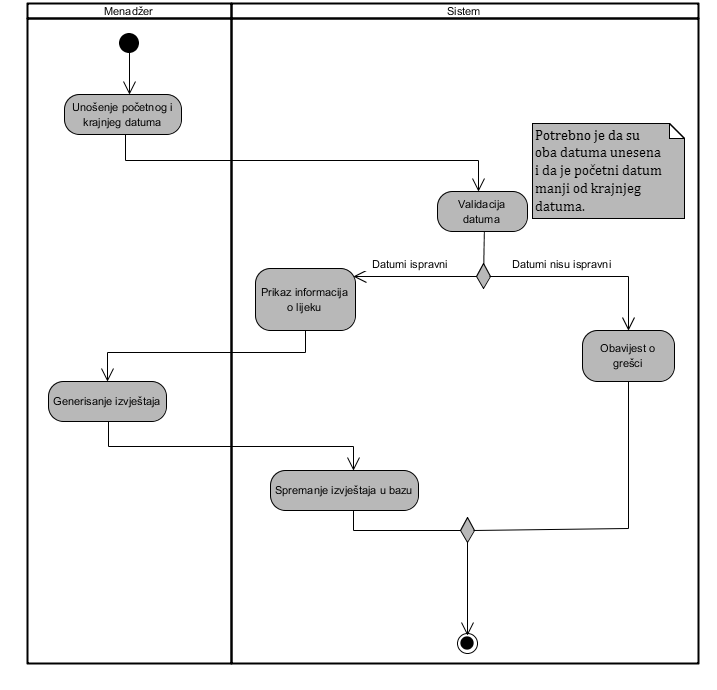 Menadžer
Sistem
Unošenje početnog i
krajnjeg datuma
Potrebno je da su
oba datuma unesena
i da je početni datum
manji od krajnjeg
datuma.
Validacija
datuma
Datumi ispravni
Datumi nisu ispravni
Prikaz informacija
o lijeku
Obavijest o
grešci
Generisanje izvještaja
Spremanje izvještaja u bazu